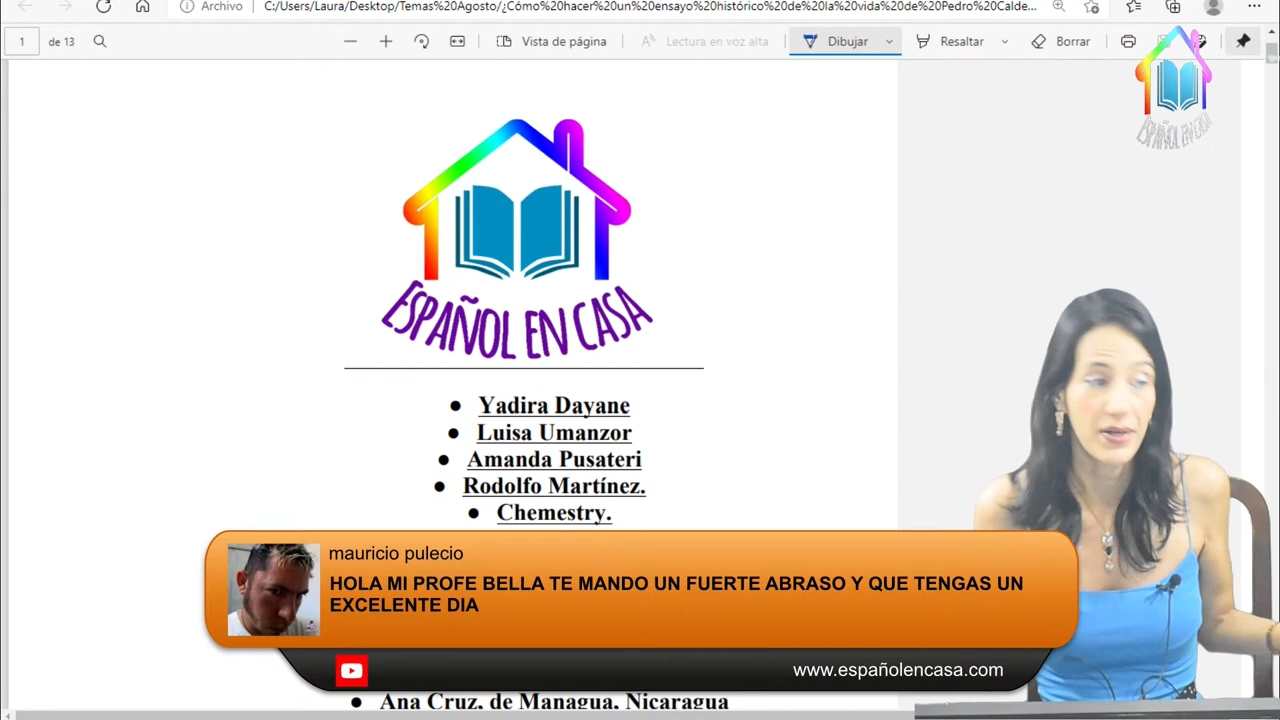 Archivo C:/Users/Laura/Desktop/Temas%20Agosto/¿Cómo%20hacer%20un%20ensayo%20histórico%20de%20la%20vida%20de%20Pedro%20Calde...
1 de 13 Vista de página Lectura en voz alta Dibujar Resaltar Borrar
ESPAÑOL EN CASA
ESPAÑOL EN CASA
Yadira Dayane
Luisa Umanzor
Amanda Pusateri
Rodolfo Martínez.
Chemestry.
mauricio pulecio
HOLA MI PROFE BELLA TE MANDO UN FUERTE ABRASO Y QUE TENGAS UN
EXCELENTE DIA
www.españolencasa.com
Ana Cruz, de Managua, Nicaragua